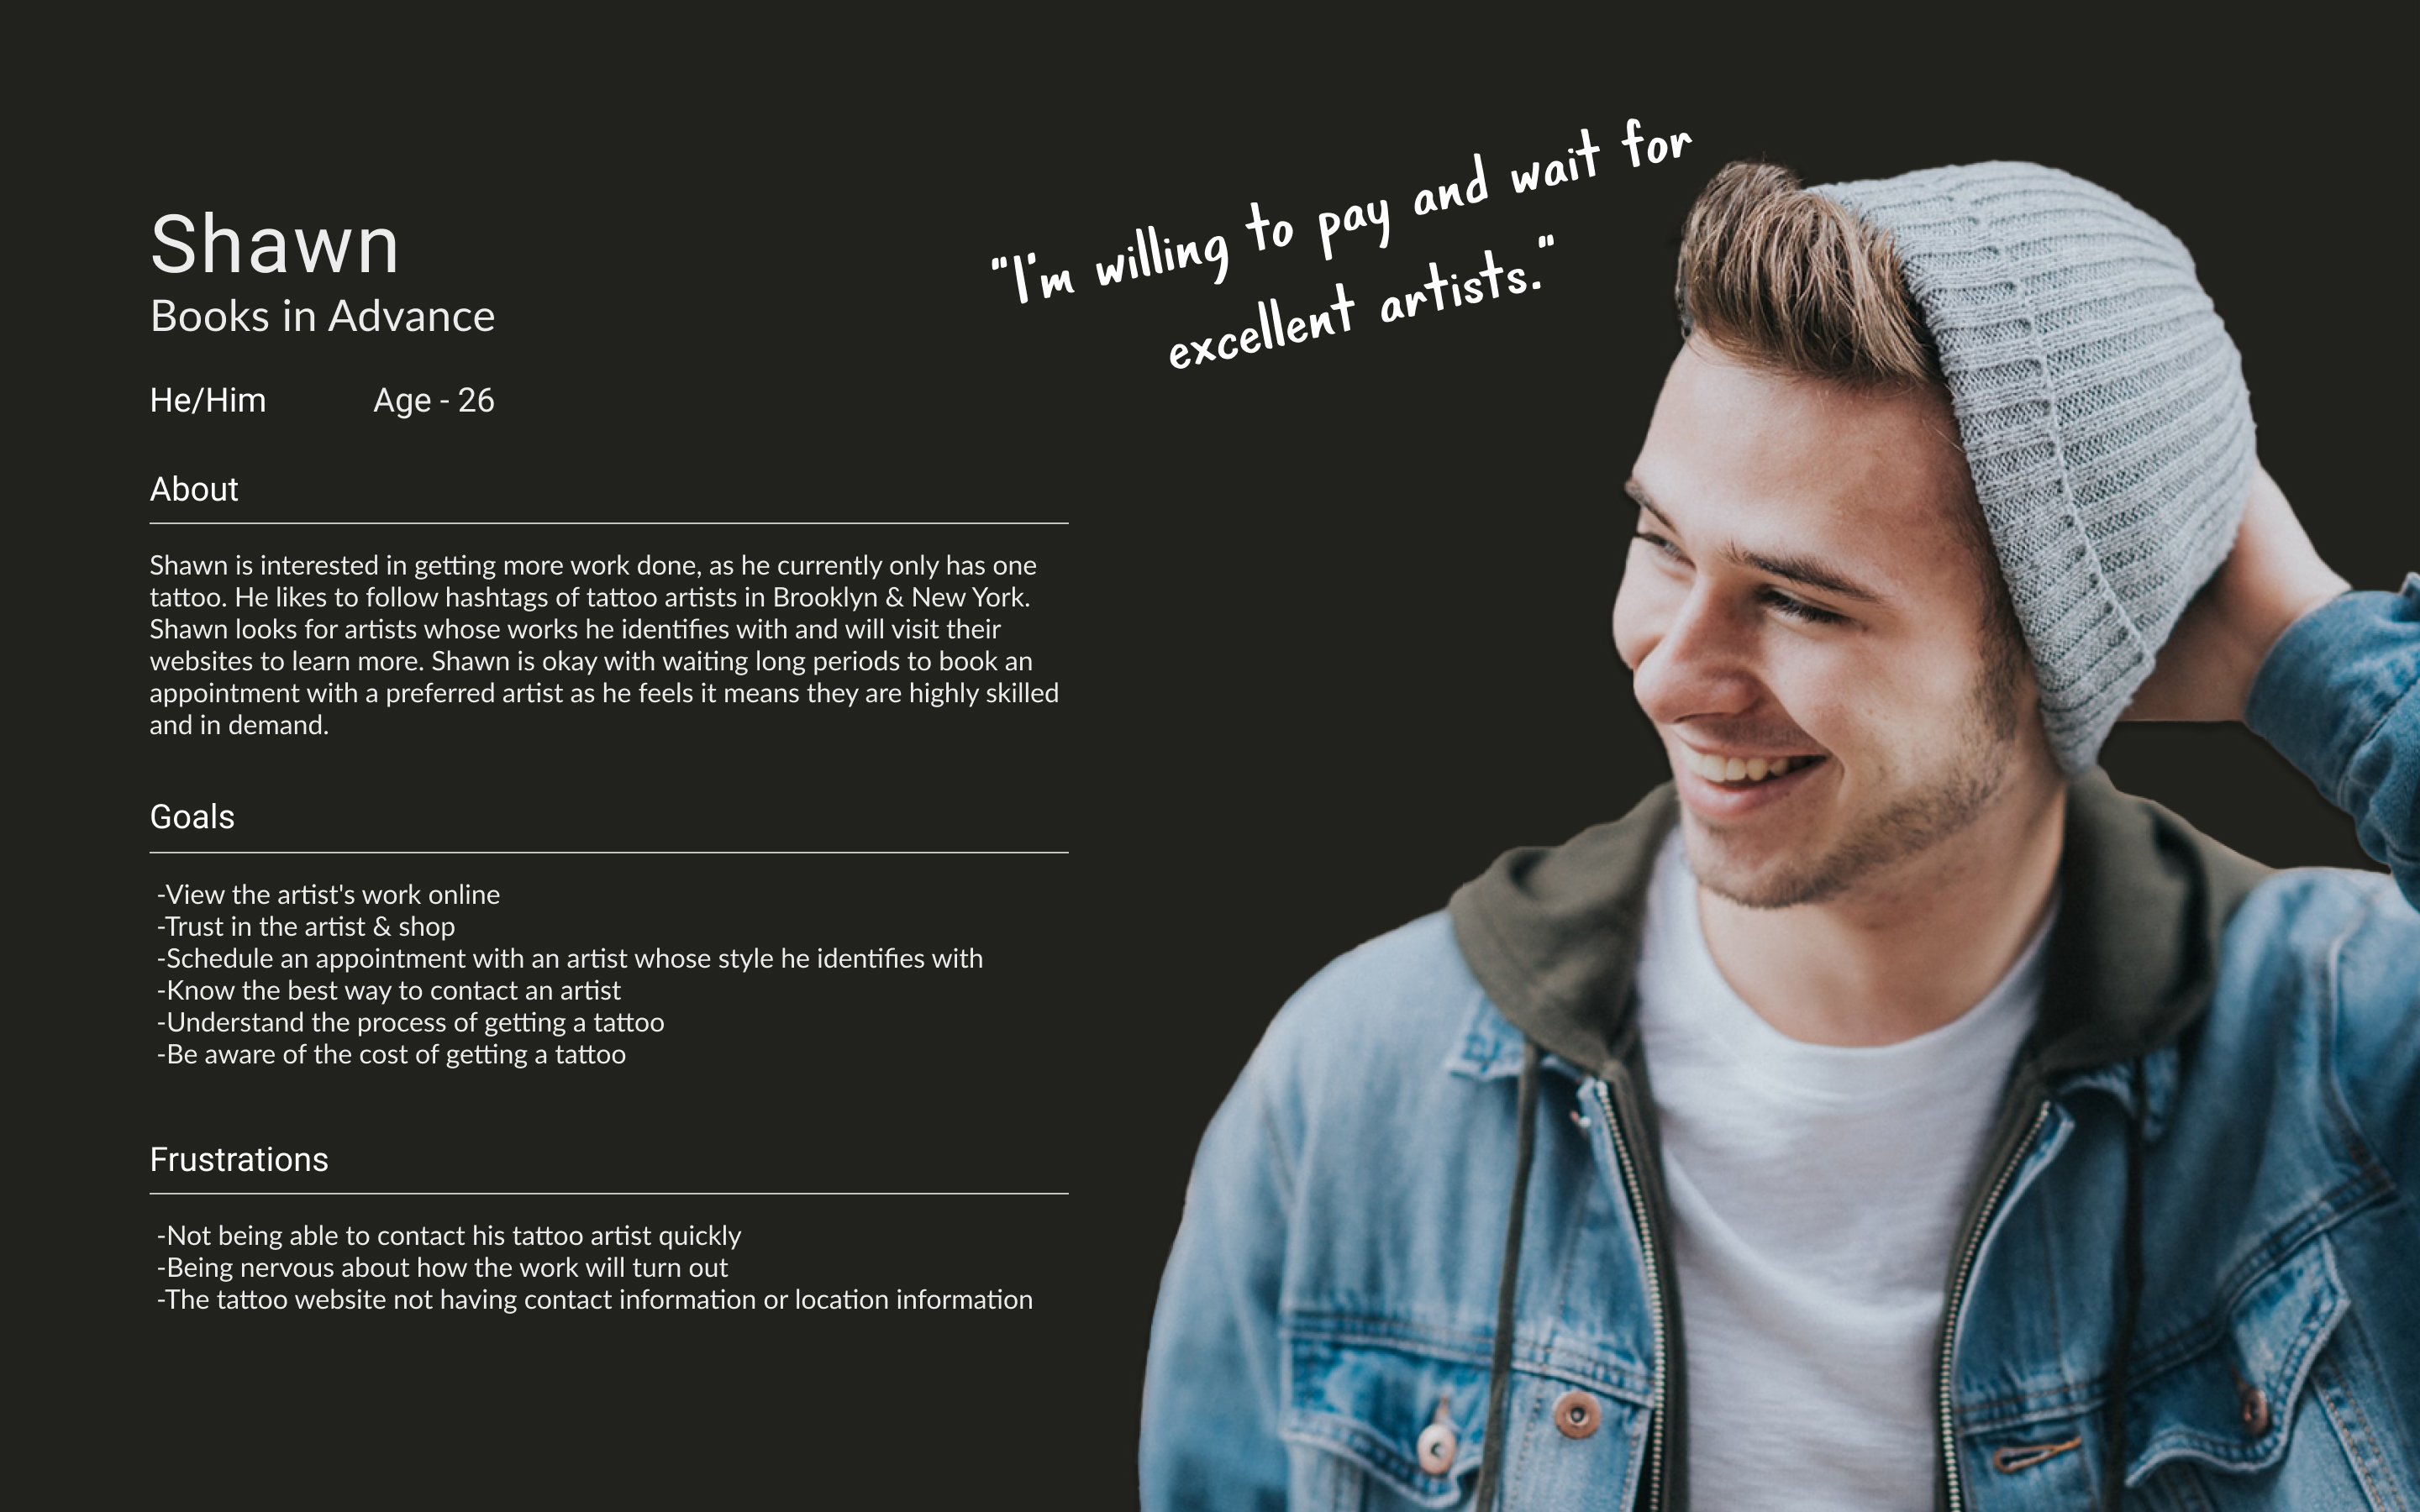 Shawn
Books in Advance
He/Him Age - 26
"I'm willing to pay and wait for
excellent artists."
About
Shawn is interested in getting more work done, as he currently only has one
tattoo. He likes to follow hashtags of tattoo artists in Brooklyn & New York.
Shawn looks for artists whose works he identifies with and will visit their
websites to learn more. Shawn is okay with waiting long periods to book an
appointment with a preferred artist as he feels it means they are highly skilled
and in demand.
Goals
-View the artist's work online
-Trust in the artist & shop
-Schedule an appointment with an artist whose style he identifies with
-Know the best way to contact an artist
-Understand the process of getting a tattoo
-Be aware of the cost of getting a tattoo
Frustrations
-Not being able to contact his tattoo artist quickly
-Being nervous about how the work will turn out
-The tattoo website not having contact information or location information